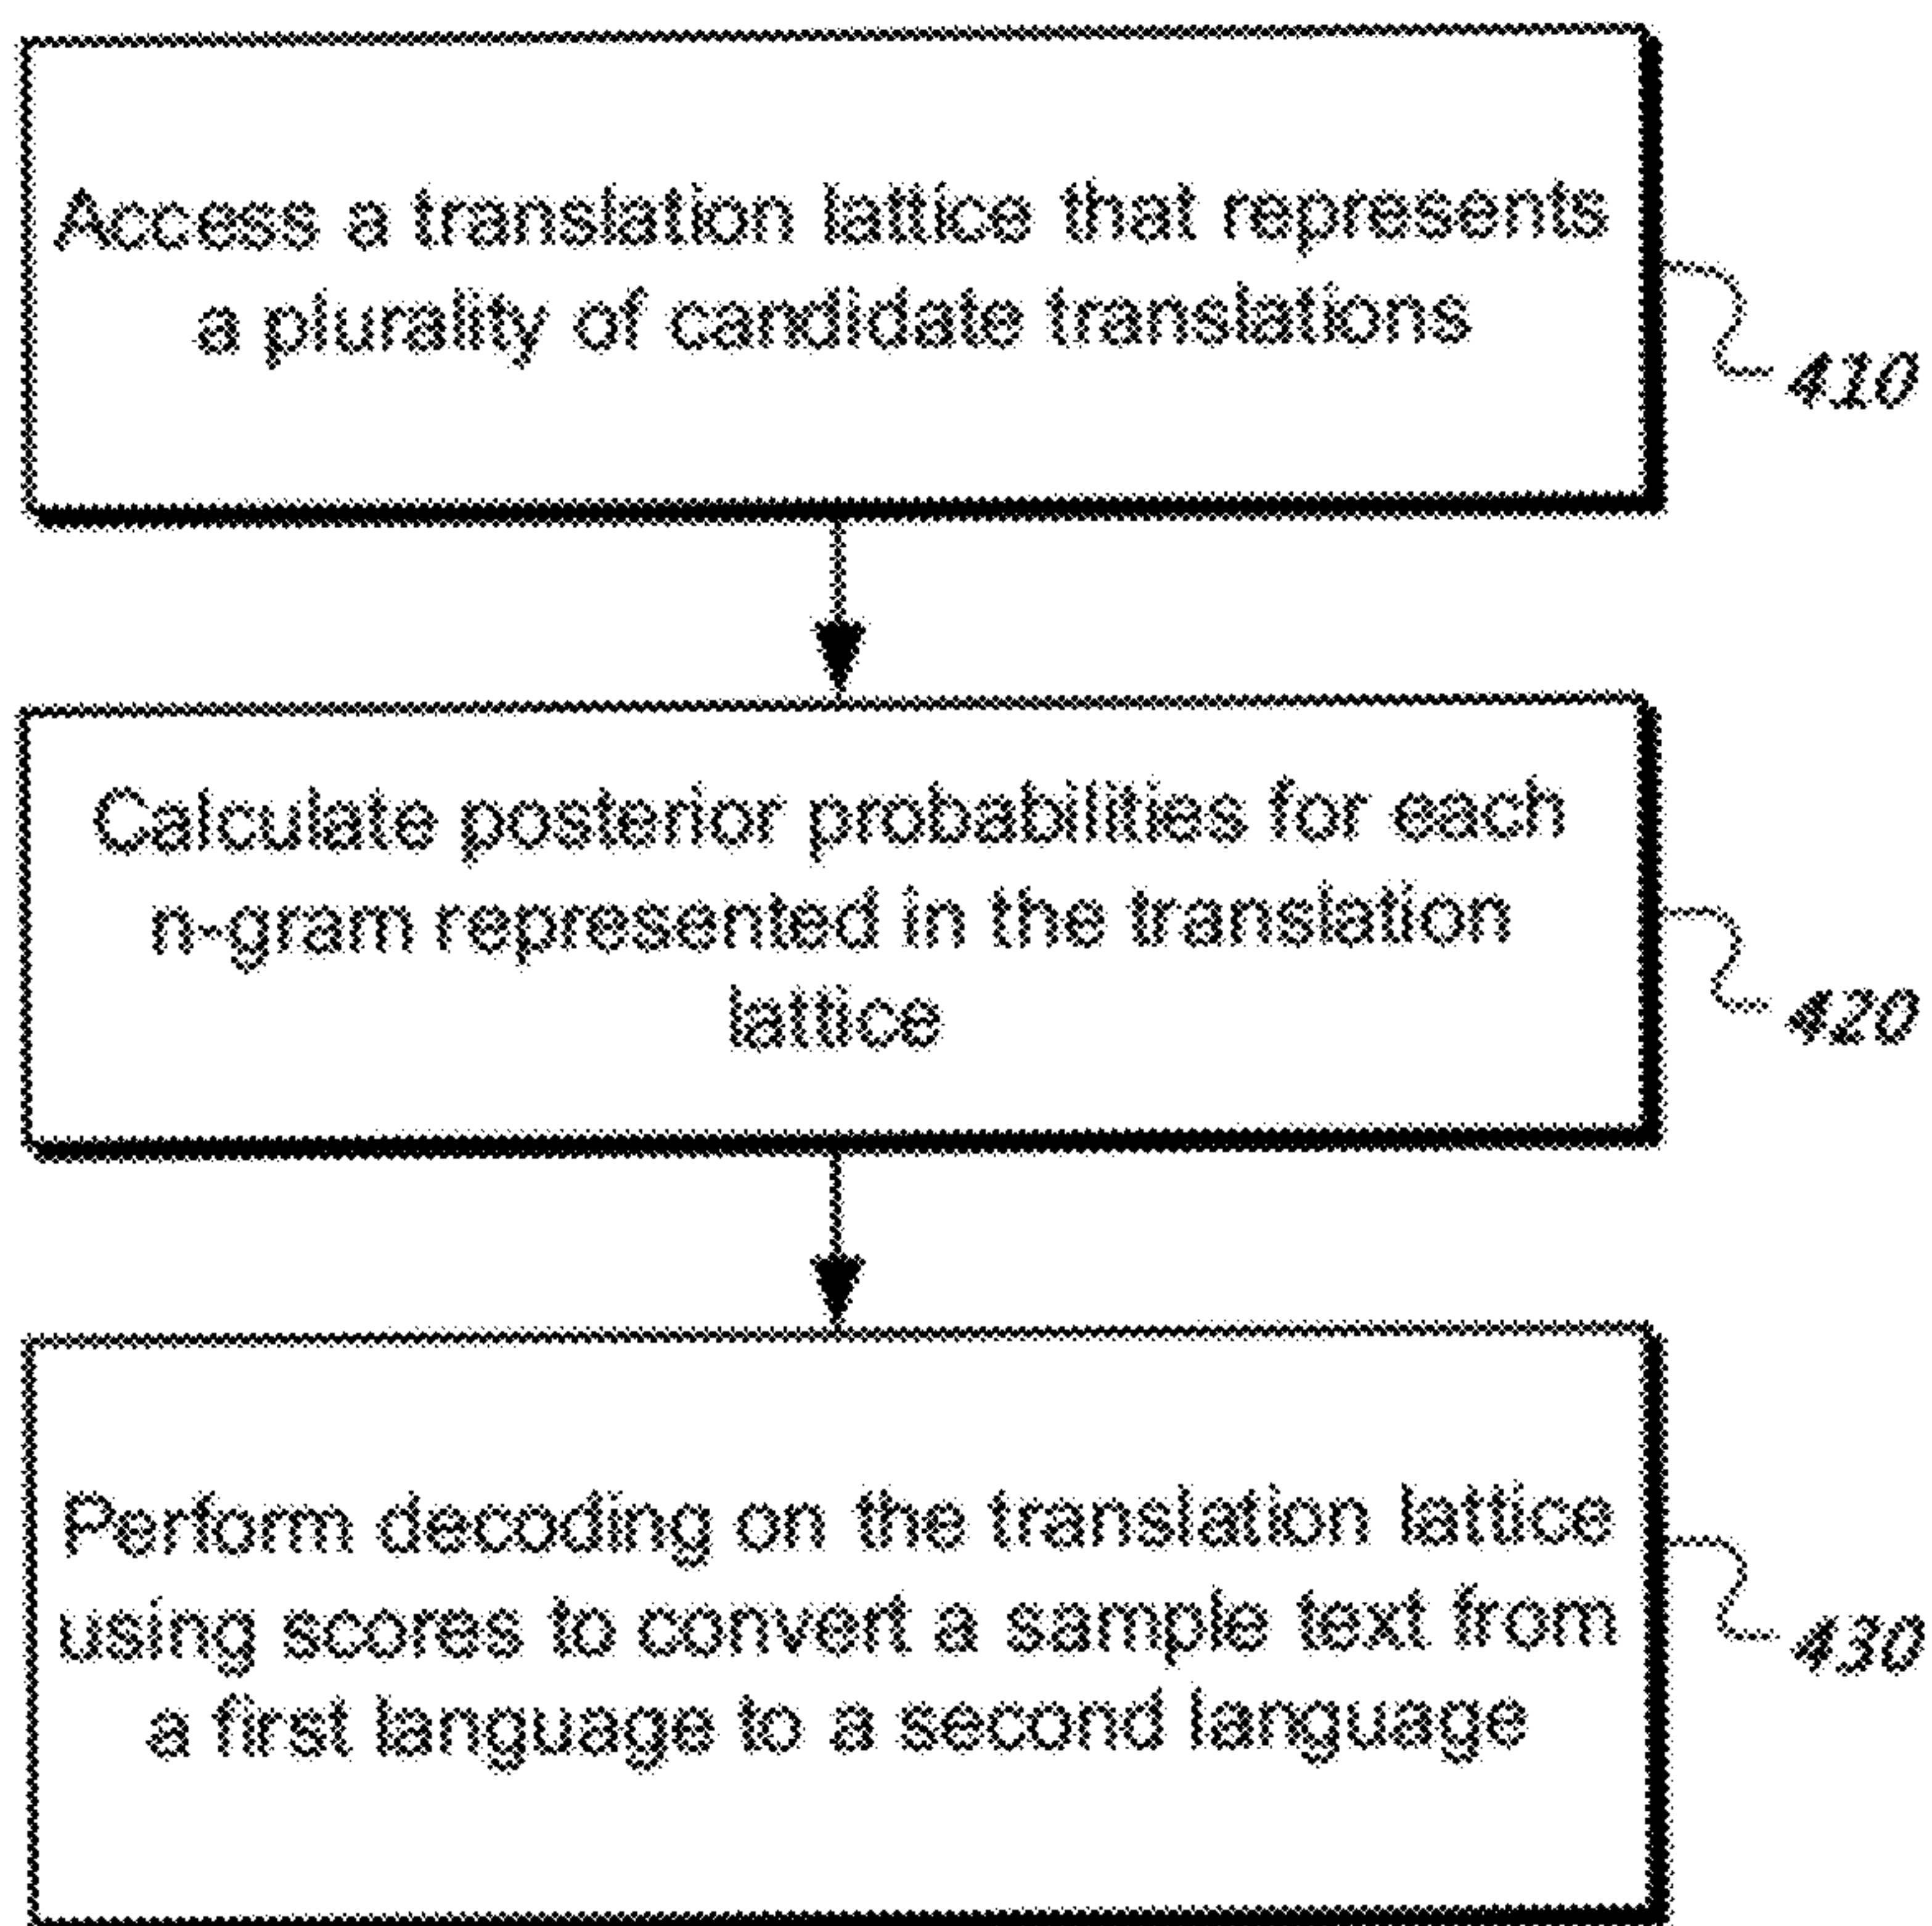 Access a translation lattice that represents
a plurality of candidate translations
410
Calculate posterior probabilities for each
n-gram represented in the translation
lattice
420
Perform decoding on the translation lattice
using scores to convert a sample text from
a first language to a second language
430